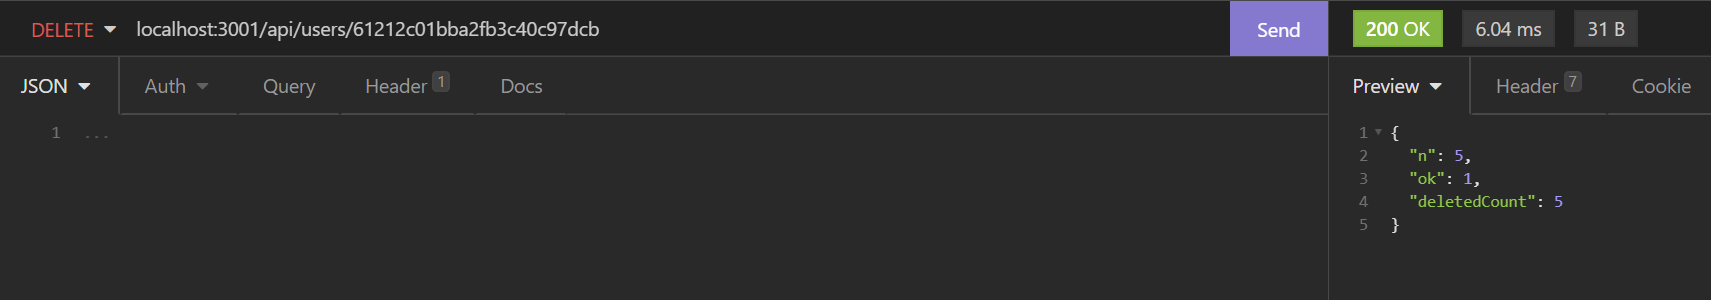 DELETE localhost:3001/api/users/61212c01bba2fb3c40c97dcb Send 200 OK 6.04 ms 31 B
JSON Auth Query Header 1 Docs Preview Header 7 Cookie
1 ...
1 {
2 "n": 5,
3 "ok": 1,
4 "deletedCount": 5
5 }